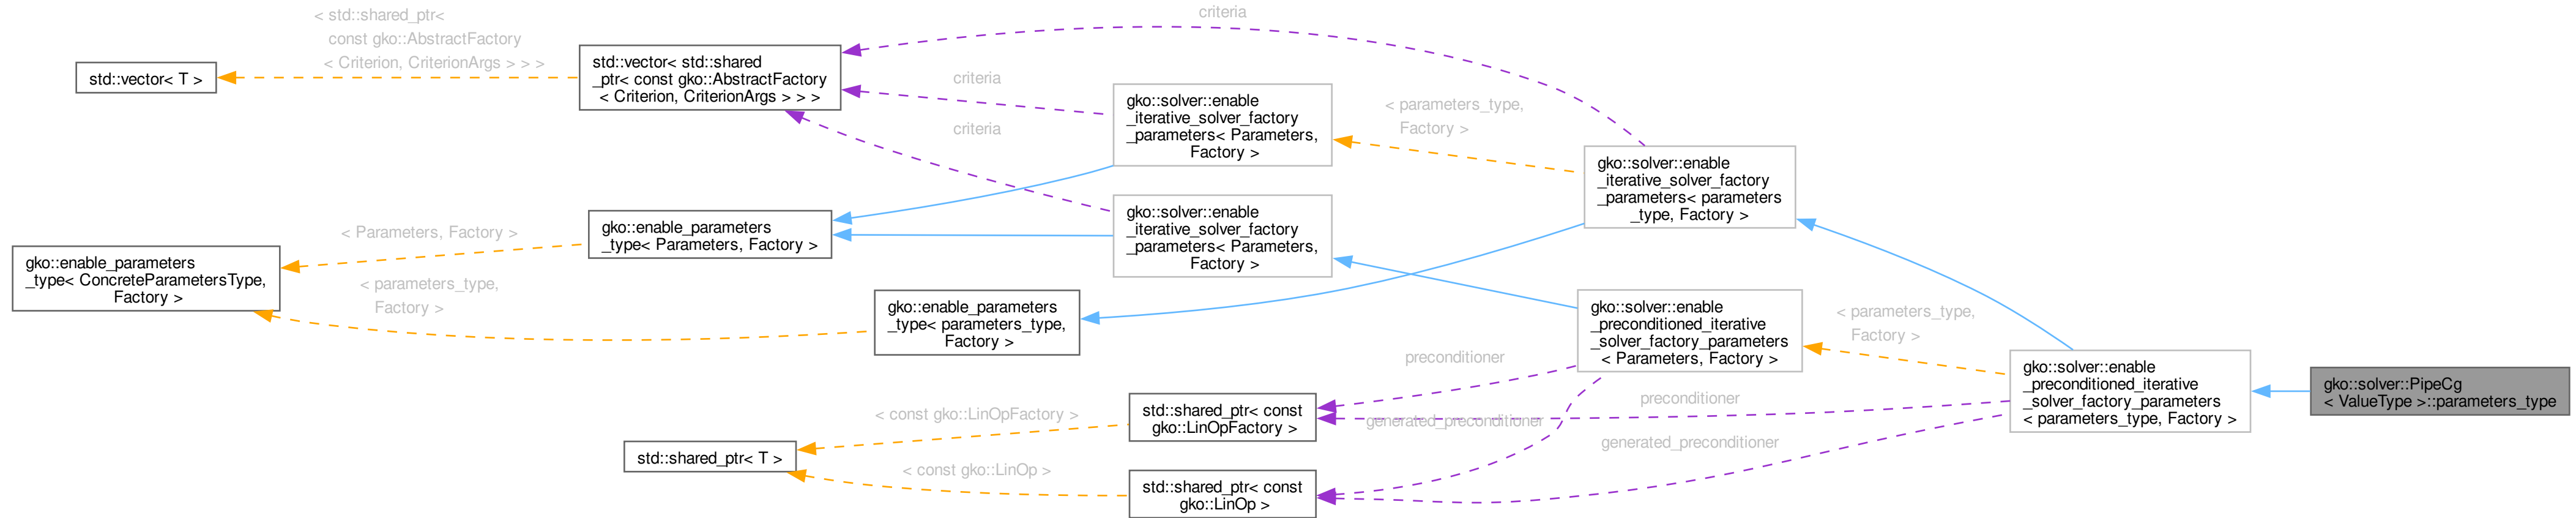 std::vector< T >
< std::shared_ptr<
const gko::AbstractFactory
< Criterion, CriterionArgs > > >
std::vector< std::shared
_ptr< const gko::AbstractFactory
< Criterion, CriterionArgs > > >
criteria
criteria
criteria
gko::solver::enable
_iterative_solver_factory
_parameters< Parameters,
Factory >
< parameters_type,
Factory >
gko::solver::enable
_iterative_solver_factory
_parameters< parameters
_type, Factory >
gko::solver::enable
_iterative_solver_factory
_parameters< Parameters,
Factory >
gko::enable_parameters
_type< Parameters, Factory >
< Parameters, Factory >
gko::enable_parameters
_type< ConcreteParametersType,
Factory >
< parameters_type,
Factory >
gko::enable_parameters
_type< parameters_type,
Factory >
gko::solver::enable
_preconditioned_iterative
_solver_factory_parameters
< Parameters, Factory >
< parameters_type,
Factory >
preconditioner
preconditioner
generated_preconditioner
generated_preconditioner
gko::solver::enable
_preconditioned_iterative
_solver_factory_parameters
< parameters_type, Factory >
gko::solver::PipeCg
< ValueType >::parameters_type
std::shared_ptr< const
gko::LinOpFactory >
< const gko::LinOpFactory >
std::shared_ptr< T >
< const gko::LinOp >
std::shared_ptr< const
gko::LinOp >